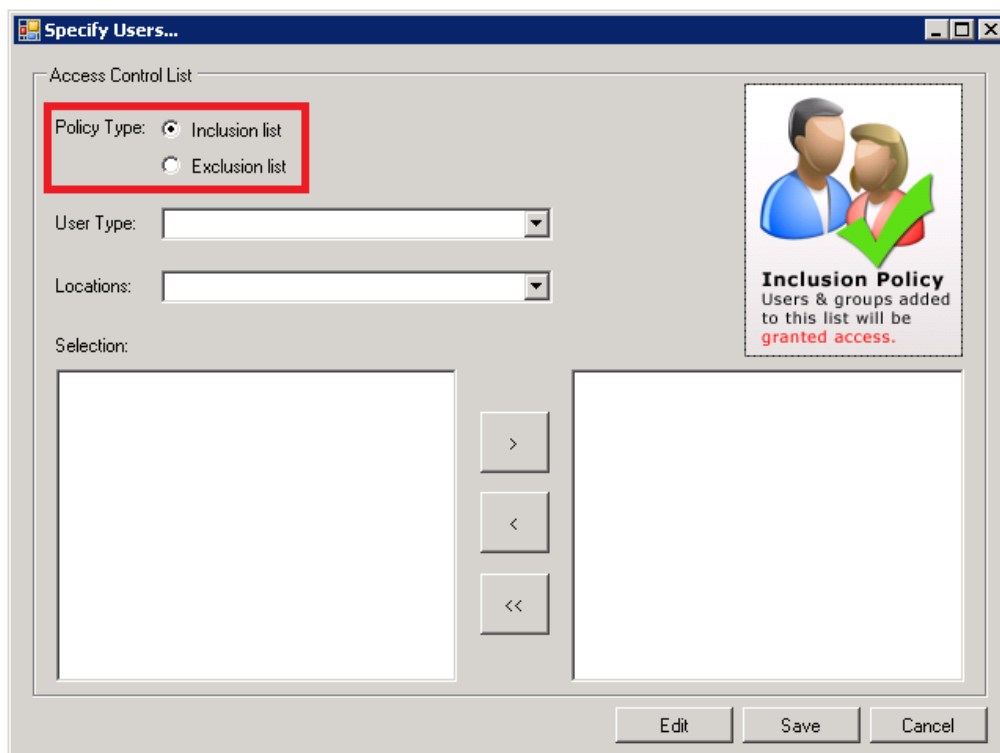 Specify Users...
Access Control List
Policy Type:
Inclusion list
Exclusion list
User Type:
Locations:
Inclusion Policy
Users & groups added
to this list will be
granted access.
Selection:
>
<
<<
Edit
Save
Cancel